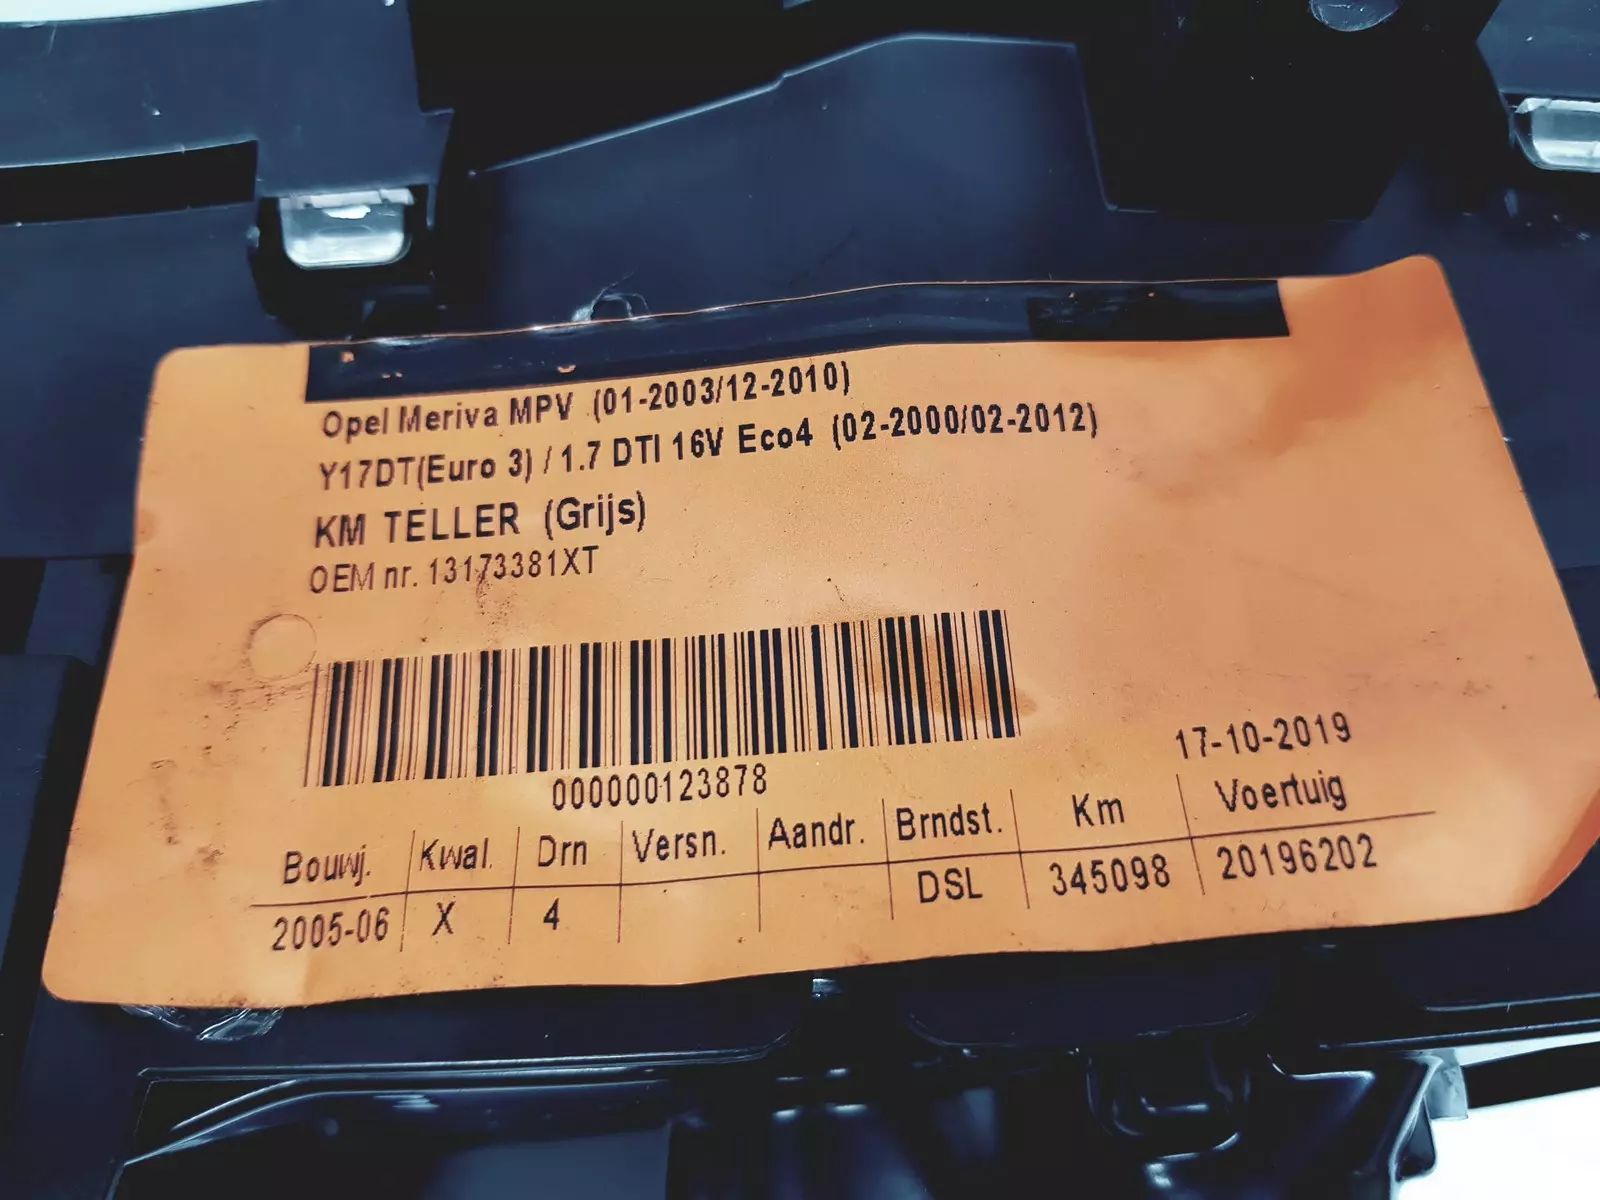 Opel Meriva MPV (01-2003/12-2010)
Y17DT(Euro 3) / 1.7 DTI 16V Eco4 (02-2000/02-2012)
KM TELLER (Grijs)
OEM nr. 13173381XT
000000123878
17-10-2019
Bouwj. Kwal. Drn Versn. Aandr. Brndst. Km Voertuig
2005-06 X 4 DSL 345098 20196202